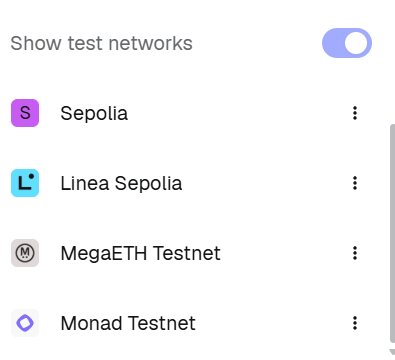 Show test networks
S Sepolia
L Linea Sepolia
M MegaETH Testnet
Monad Testnet